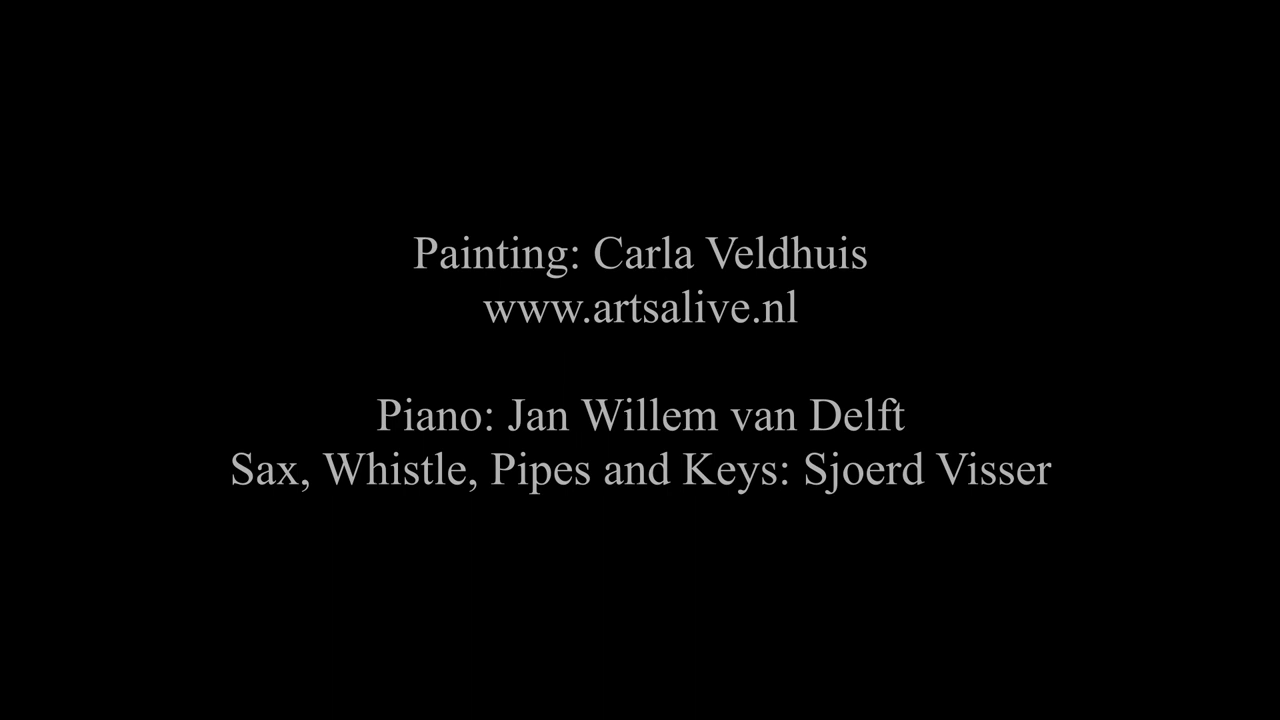 Painting: Carla Veldhuis
www.artsalive.nl
Piano: Jan Willem van Delft
Sax, Whistle, Pipes and Keys: Sjoerd Visser